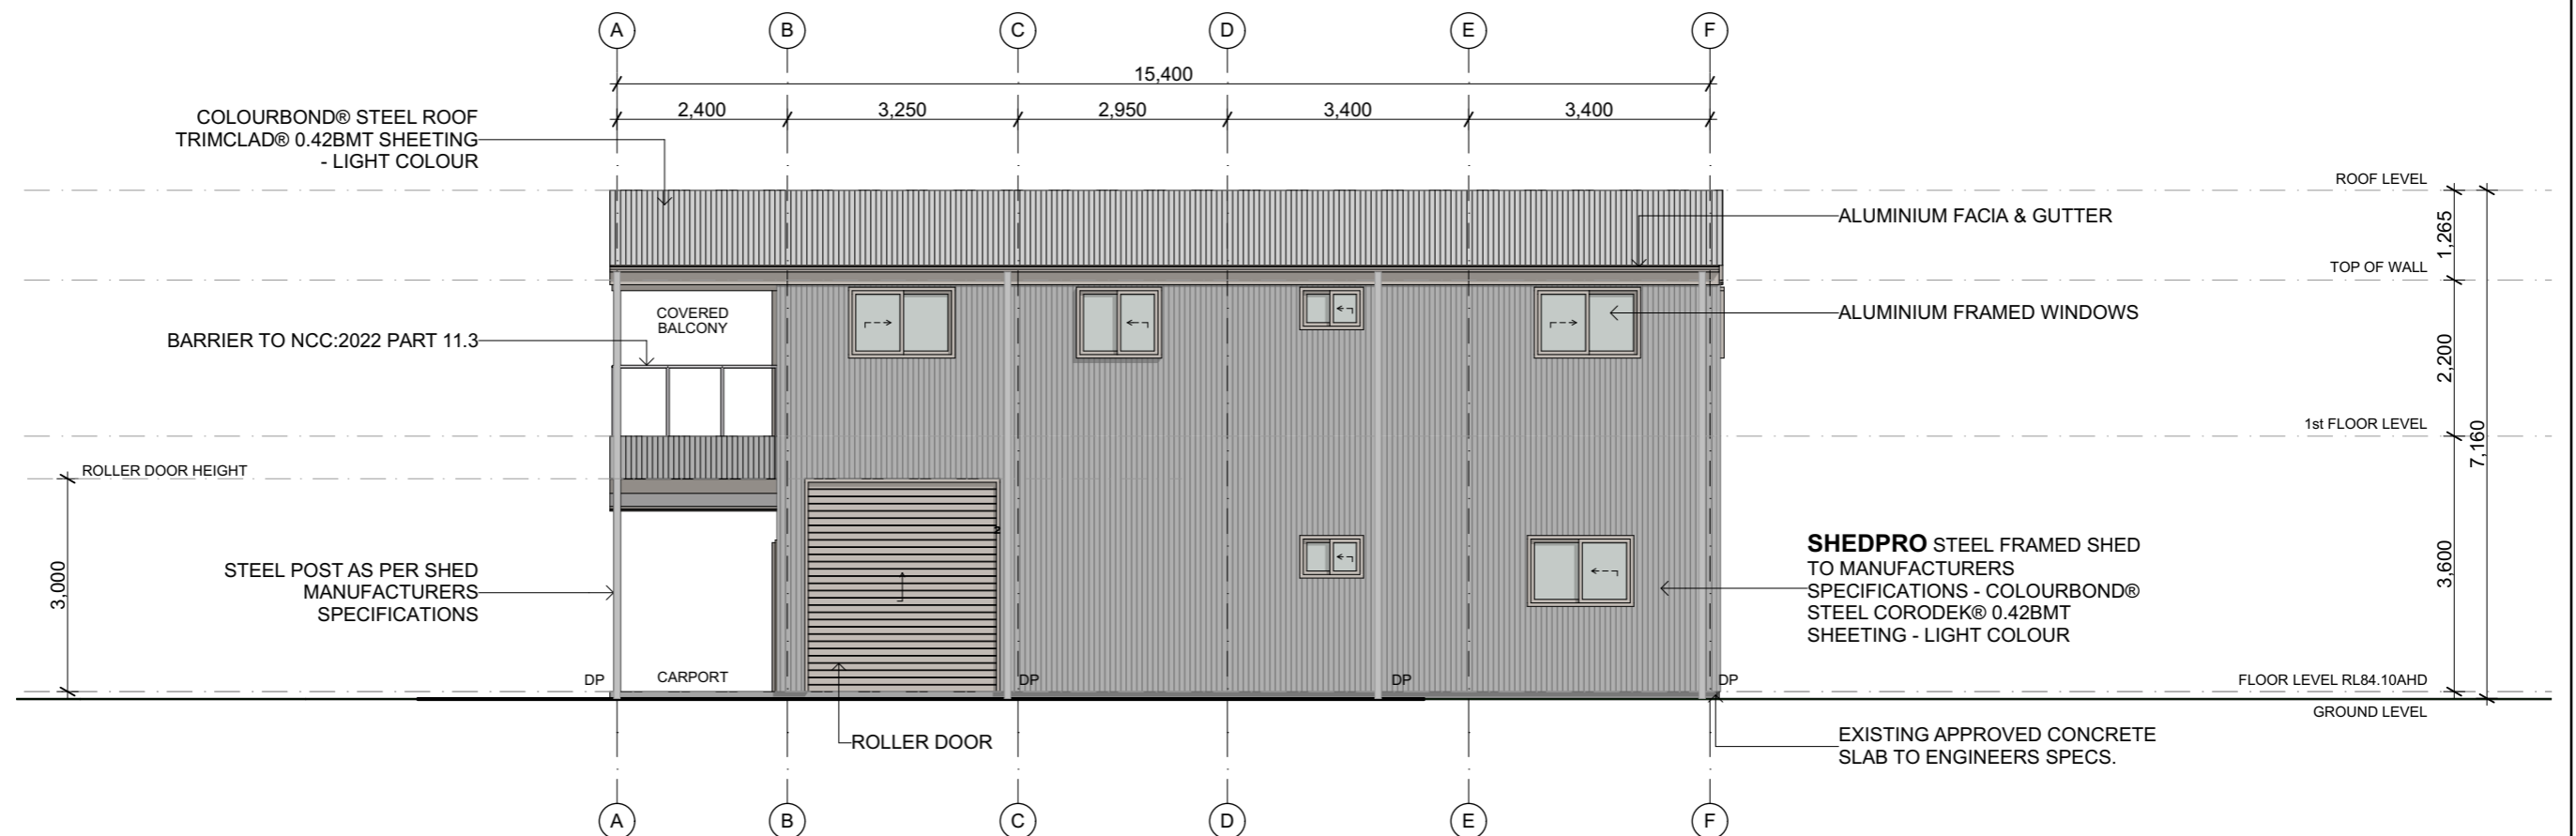 A B C D E F
15,400
2,400 3,250 2,950 3,400 3,400
COLOURBOND® STEEL ROOF
TRIMCLAD® 0.42BMT SHEETING
- LIGHT COLOUR
ROOF LEVEL
ALUMINIUM FACIA & GUTTER
1,265
TOP OF WALL
COVERED
BALCONY
ALUMINIUM FRAMED WINDOWS
BARRIER TO NCC:2022 PART 11.3
2,200
1st FLOOR LEVEL
7,160
ROLLER DOOR HEIGHT
3,000
STEEL POST AS PER SHED
MANUFACTURERS
SPECIFICATIONS
2
SHEDPRO STEEL FRAMED SHED
TO MANUFACTURERS
SPECIFICATIONS - COLOURBOND®
STEEL CORODEK® 0.42BMT
SHEETING - LIGHT COLOUR
3,600
DP CARPORT DP DP DP
FLOOR LEVEL RL84.10AHD
GROUND LEVEL
ROLLER DOOR
EXISTING APPROVED CONCRETE
SLAB TO ENGINEERS SPECS.
A B C D E F